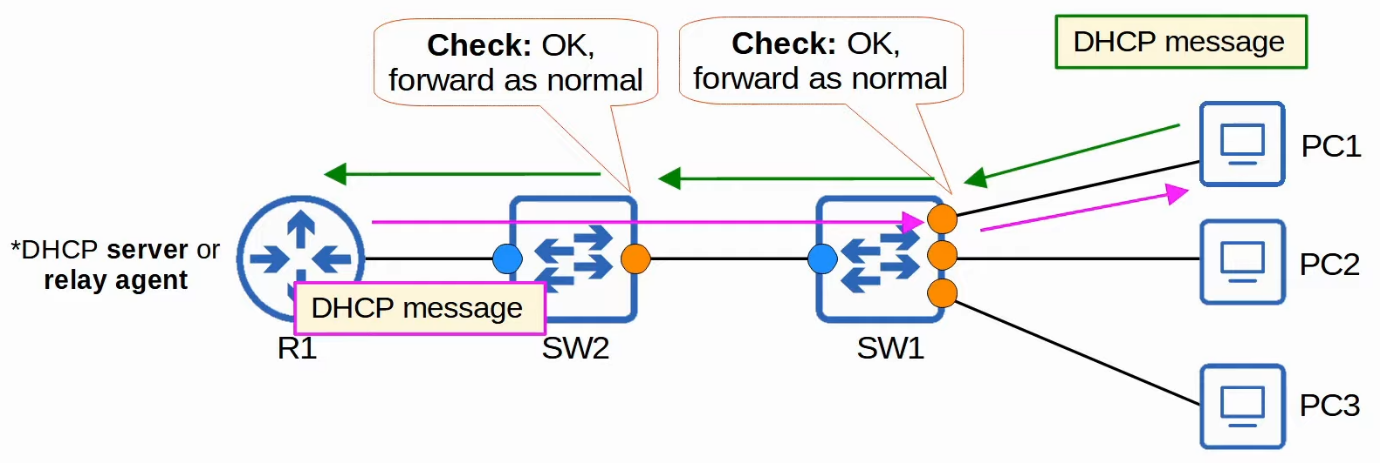 Check: OK,
forward as normal
Check: OK,
forward as normal
DHCP message
PC1
*DHCP server or
relay agent
PC2
DHCP message
R1
SW2
SW1
PC3